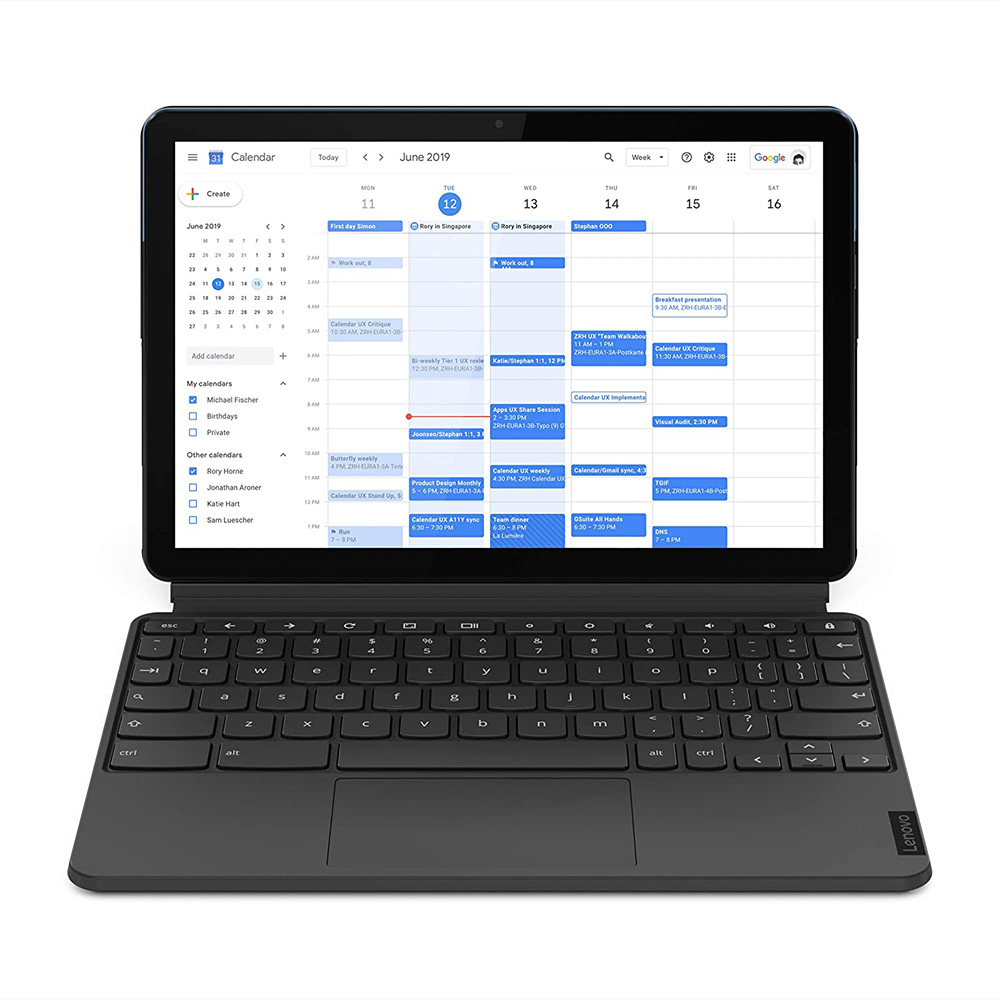 31 Calendar Today June 2019 Week Google
Create
MON TUE WED THU FRI SAT
11 12 13 14 15 16
June 2019
M T W T F S S
22 28 29 31 1 2 3
23 4 5 6 7 8 9 10
24 11 12 13 14 15 16 17
25 18 19 20 21 22 23 24
26 25 26 27 28 29 30 1
27 2 3 4 5 6 7 8
Add calendar
My calendars
Michael Fischer
Birthdays
Private
Other calendars
Rory Horne
Jonathan Aroner
Katie Hart
Sam Luescher
2 AM
3 AM
4 AM
5 AM
6 AM
7 AM
8 AM
9 AM
10 AM
11 AM
12 PM
1 PM
First day Simon
Work out, 8
Calendar UX Critique
10:30 AM, ZRH-EURA1-3B-
Butterfly weekly
4 PM, ZRH-EURA1-3A-Tinte
Calendar UX Stand Up, 5:
Run
7 – 8 PM
Rory in Singapore
Bi-weekly Tier 1 UX revie
12:30 PM, ZRH-EURA1-3B-
Joonseo/Stephan 1:1, 3 P
Product Design Monthly
5 – 6 PM, ZRH-EURA1-3A-
Calendar UX A11Y sync
6:30 – 7:30 PM
Rory in Singapore
Work out, 8
Katie/Stephan 1:1, 12 PM
Apps UX Share Session
2 – 3:30 PM
ZRH-EURA1-3B-Typo (9) G
Calendar UX weekly
4:30 PM, ZRH Calendar UX
Team dinner
6:30 – 8 PM
La Lumière
Stephan OOO
ZRH UX "Team Walkabou
11 AM – 1 PM
ZRH-EURA1-3A-Postkarte
Calendar UX Implementa
Calendar/Gmail sync, 4:3
GSuite All Hands
6:30 – 7:30 PM
Breakfast presentation
9:30 AM, ZRH-EURA1-3B-E
Calendar UX Critique
11:30 AM, ZRH-EURA1-3B-
Visual Audit, 2:30 PM
TGIF
5 PM, ZRH-EURA1-4B-Post
DNS
7 – 9 PM
esc
~ ! @ # $ % ^ & * ( ) _ +
1 2 3 4 5 6 7 8 9 0 - =
q w e r t y u i o p { [ } ] | \
a s d f g h j k l : ; " '
z x c v b n m < , > . ? /
ctrl alt alt ctrl
Lenovo